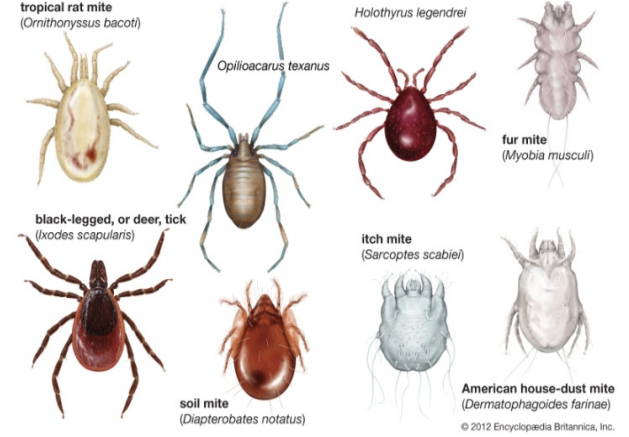 tropical rat mite
(Ornithonyssus bacoti)
Opilioacarus texanus
Holothyrus legendrei
fur mite
(Myobia musculi)
black-legged, or deer, tick
(Ixodes scapularis)
soil mite
(Diapterobates notatus)
itch mite
(Sarcoptes scabiei)
American house-dust mite
(Dermatophagoides farinae)
© 2012 Encyclopædia Britannica, Inc.